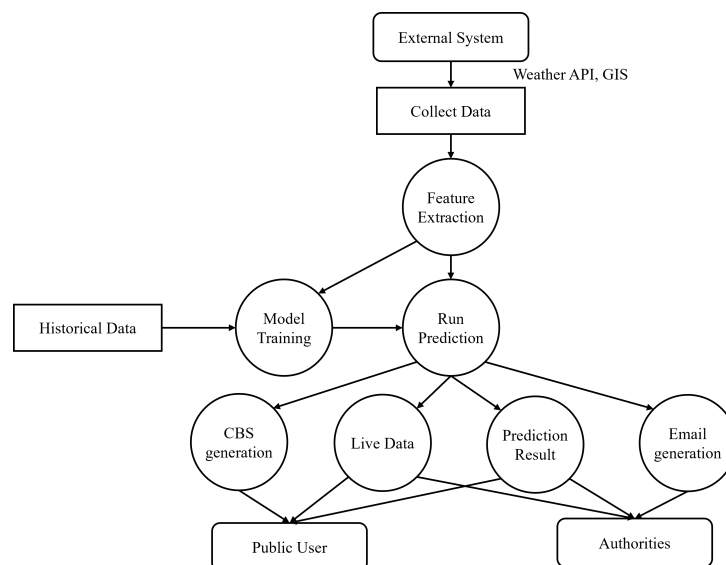 External System
Weather API, GIS
Collect Data
Feature
Extraction
Historical Data
Model
Training
Run
Prediction
CBS
generation
Live Data
Prediction
Result
Email
generation
Public User
Authorities